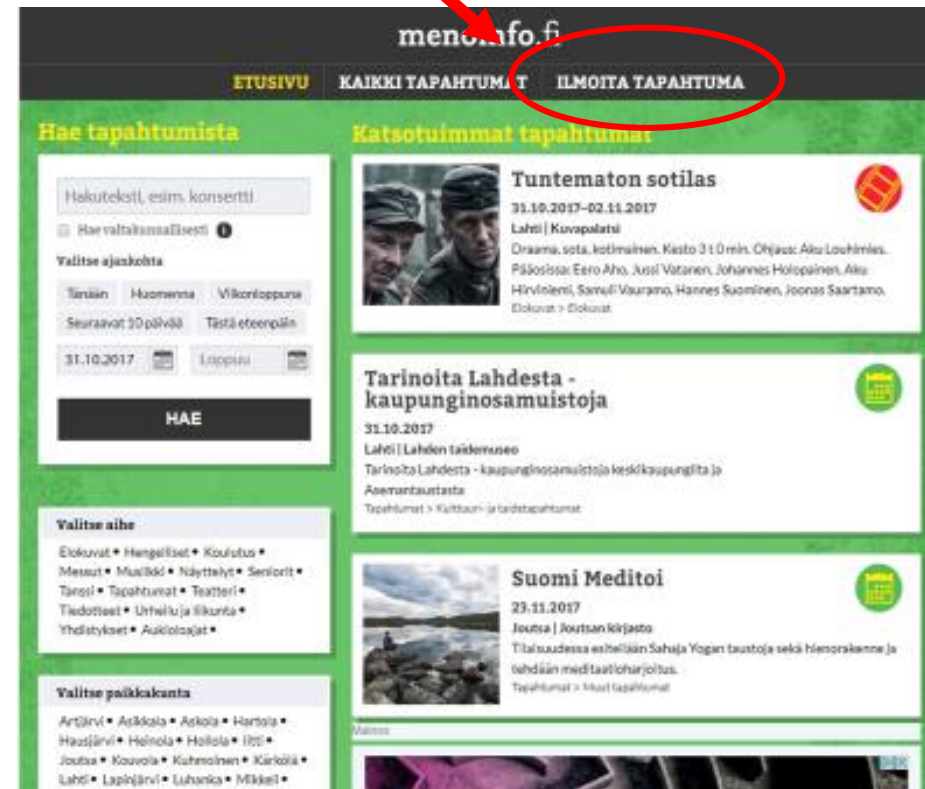 menoinfo.fi
ETUSIVU KAIKKI TAPAHTUMAT ILMOITA TAPAHTUMA
Hae tapahtumista
Hakuteksti, esim. konsertti
Hae valtakunnallisesti i
Valitse ajankohta
Tänään Huomenna Viikonloppuna
Seuraavat 10 päivää Tästä eteenpäin
31.10.2017 Loppuu
HAE
Valitse aihe
Elokuvat • Hengelliset • Koulutus •
Messut • Musiikki • Näyttelyt • Seniorit •
Tanssi • Tapahtumat • Teatteri •
Tiedotteet • Urheilu ja liikunta •
Yhdistykset • Aukioloajat •
Valitse paikkakunta
Artjärvi • Asikkala • Askola • Hartola •
Hausjärvi • Heinola • Hollola • Iitti •
Joutsa • Kouvola • Kuhmoinen • Kärkölä •
Lahti • Lapinjärvi • Luhanka • Mikkeli •
Katsotuimmat tapahtumat
Tuntematon sotilas
31.10.2017-02.11.2017
Lahti | Kuvapalatsi
Draama, sota, kotimainen. Kesto 3 t 0 min. Ohjaus: Aku Louhimies.
Pääosissa: Eero Aho, Jussi Vatanen, Johannes Holopainen, Aku
Hirviniemi, Samuli Vauramo, Hannes Suominen, Joonas Saartamo,
Elokuvat > Elokuvat
Tarinoita Lahdesta -
kaupunginosamuistoja
31.10.2017
Lahti | Lahden taidemuseo
Tarinoita Lahdesta - kaupunginosamuistoja keskikaupungilta ja
Asemantaustasta
Tapahtumat > Kulttuuri- ja taidetapahtumat
Suomi Meditoi
23.11.2017
Joutsa | Joutsan kirjasto
Tilaisuudessa esitellään Sahaja Yogan taustoja sekä hienorakenne ja
tehdään meditaatioharjoitus.
Tapahtumat > Muut tapahtumat
Mainos